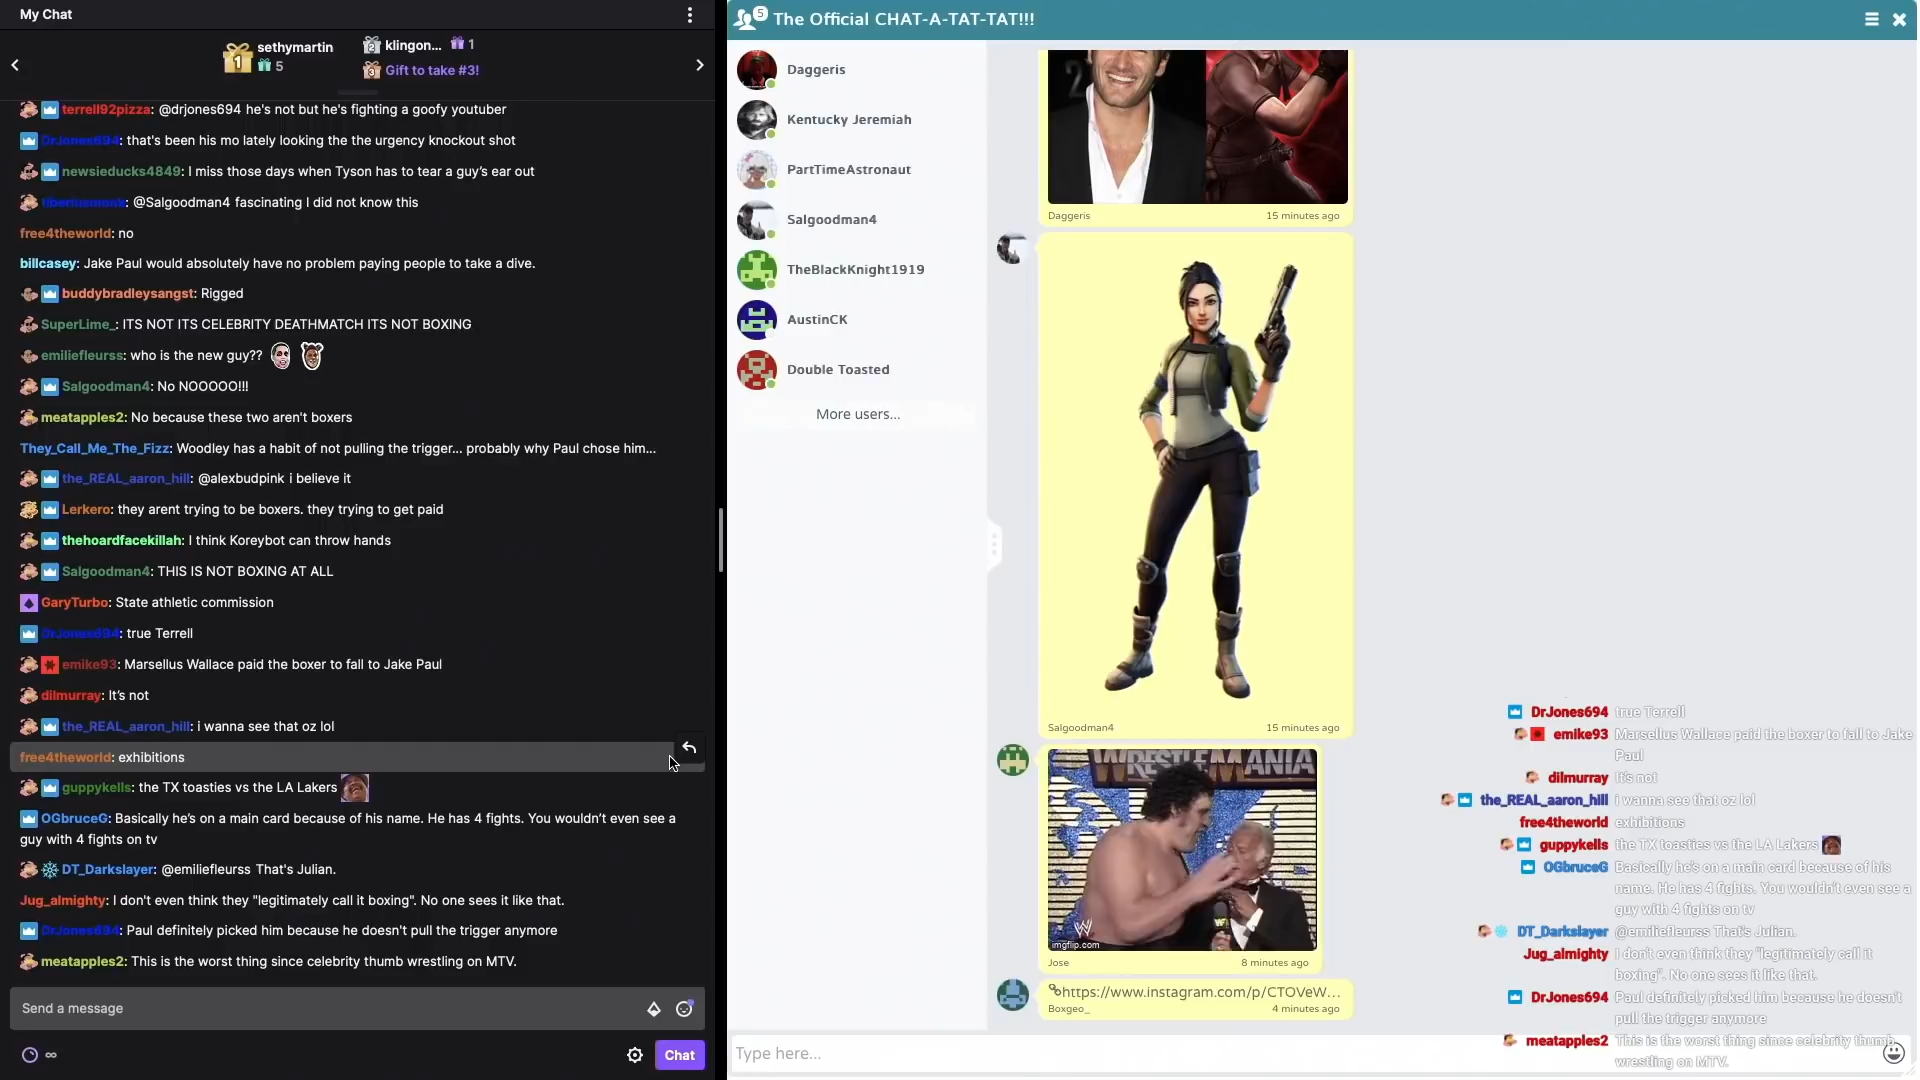 My Chat
sethymartin
5
klingon... 1
Gift to take #3!
terrell92pizza: @drjones694 he's not but he's fighting a goofy youtuber
DrJones694: that's been his mo lately looking the the urgency knockout shot
newsieducks4849: I miss those days when Tyson has to tear a guy's ear out
tiberiusmonk: @Salgoodman4 fascinating I did not know this
free4theworld: no
billcasey: Jake Paul would absolutely have no problem paying people to take a dive.
buddybradleysangst: Rigged
SuperLime_: ITS NOT ITS CELEBRITY DEATHMATCH ITS NOT BOXING
emiliefleurss: who is the new guy??
Salgoodman4: No NOOOOO!!!
meatapples2: No because these two aren't boxers
They_Call_Me_The_Fizz: Woodley has a habit of not pulling the trigger... probably why Paul chose him...
the_REAL_aaron_hill: @alexbudpink i believe it
Lerkero: they arent trying to be boxers. they trying to get paid
thehoardfacekillah: I think Koreybot can throw hands
Salgoodman4: THIS IS NOT BOXING AT ALL
GaryTurbo: State athletic commission
DrJones694: true Terrell
emike93: Marsellus Wallace paid the boxer to fall to Jake Paul
dilmurray: It's not
the_REAL_aaron_hill: i wanna see that oz lol
free4theworld: exhibitions
guppykells: the TX toasties vs the LA Lakers
OGbruceG: Basically he's on a main card because of his name. He has 4 fights. You wouldn't even see a
guy with 4 fights on tv
DT_Darkslayer: @emiliefleurss That's Julian.
Jug_almighty: I don't even think they "legitimately call it boxing". No one sees it like that.
DrJones694: Paul definitely picked him because he doesn't pull the trigger anymore
meatapples2: This is the worst thing since celebrity thumb wrestling on MTV.
Send a message
Chat
5 The Official CHAT-A-TAT-TAT!!!
Daggeris
Kentucky Jeremiah
PartTimeAstronaut
Salgoodman4
TheBlackKnight1919
AustinCK
Double Toasted
More users...
Daggeris 15 minutes ago
Salgoodman4 15 minutes ago
WRESTLEMANIA
imgflip.com
Jose 8 minutes ago
https://www.instagram.com/p/CTOVeW...
Boxgeo_ 4 minutes ago
Type here...
DrJones694 true Terrell
emike93 Marsellus Wallace paid the boxer to fall to Jake
Paul
dilmurray It's not
the_REAL_aaron_hill i wanna see that oz lol
free4theworld exhibitions
guppykells the TX toasties vs the LA Lakers
OGbruceG Basically he's on a main card because of his
name. He has 4 fights. You wouldn't even see a
guy with 4 fights on tv
DT_Darkslayer @emiliefleurss That's Julian.
Jug_almighty I don't even think they "legitimately call it
boxing". No one sees it like that.
DrJones694 Paul definitely picked him because he doesn't
pull the trigger anymore
meatapples2 This is the worst thing since celebrity thumb
wrestling on MTV.